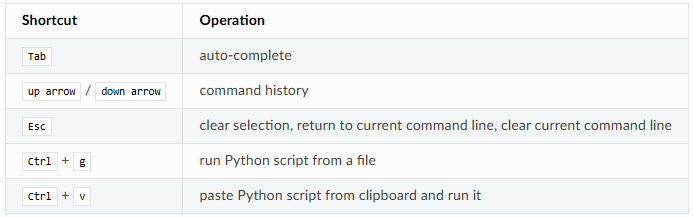 Shortcut Operation
Tab auto-complete
up arrow / down arrow command history
Esc clear selection, return to current command line, clear current command line
Ctrl + g run Python script from a file
Ctrl + v paste Python script from clipboard and run it